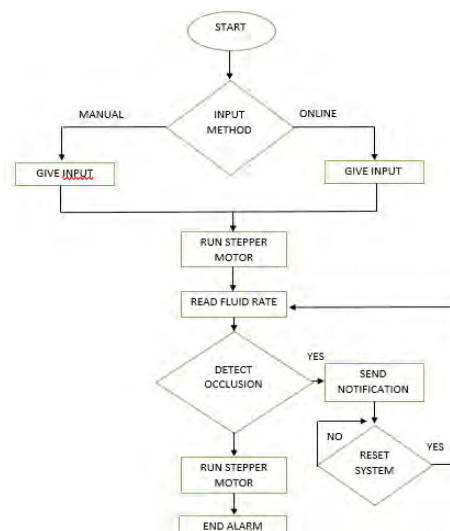 START
MANUAL
INPUT
METHOD
ONLINE
GIVE INPUT
GIVE INPUT
RUN STEPPER
MOTOR
READ FLUID RATE
DETECT
OCCLUSION
YES
SEND
NOTIFICATION
NO
RESET
SYSTEM
YES
RUN STEPPER
MOTOR
END ALARM